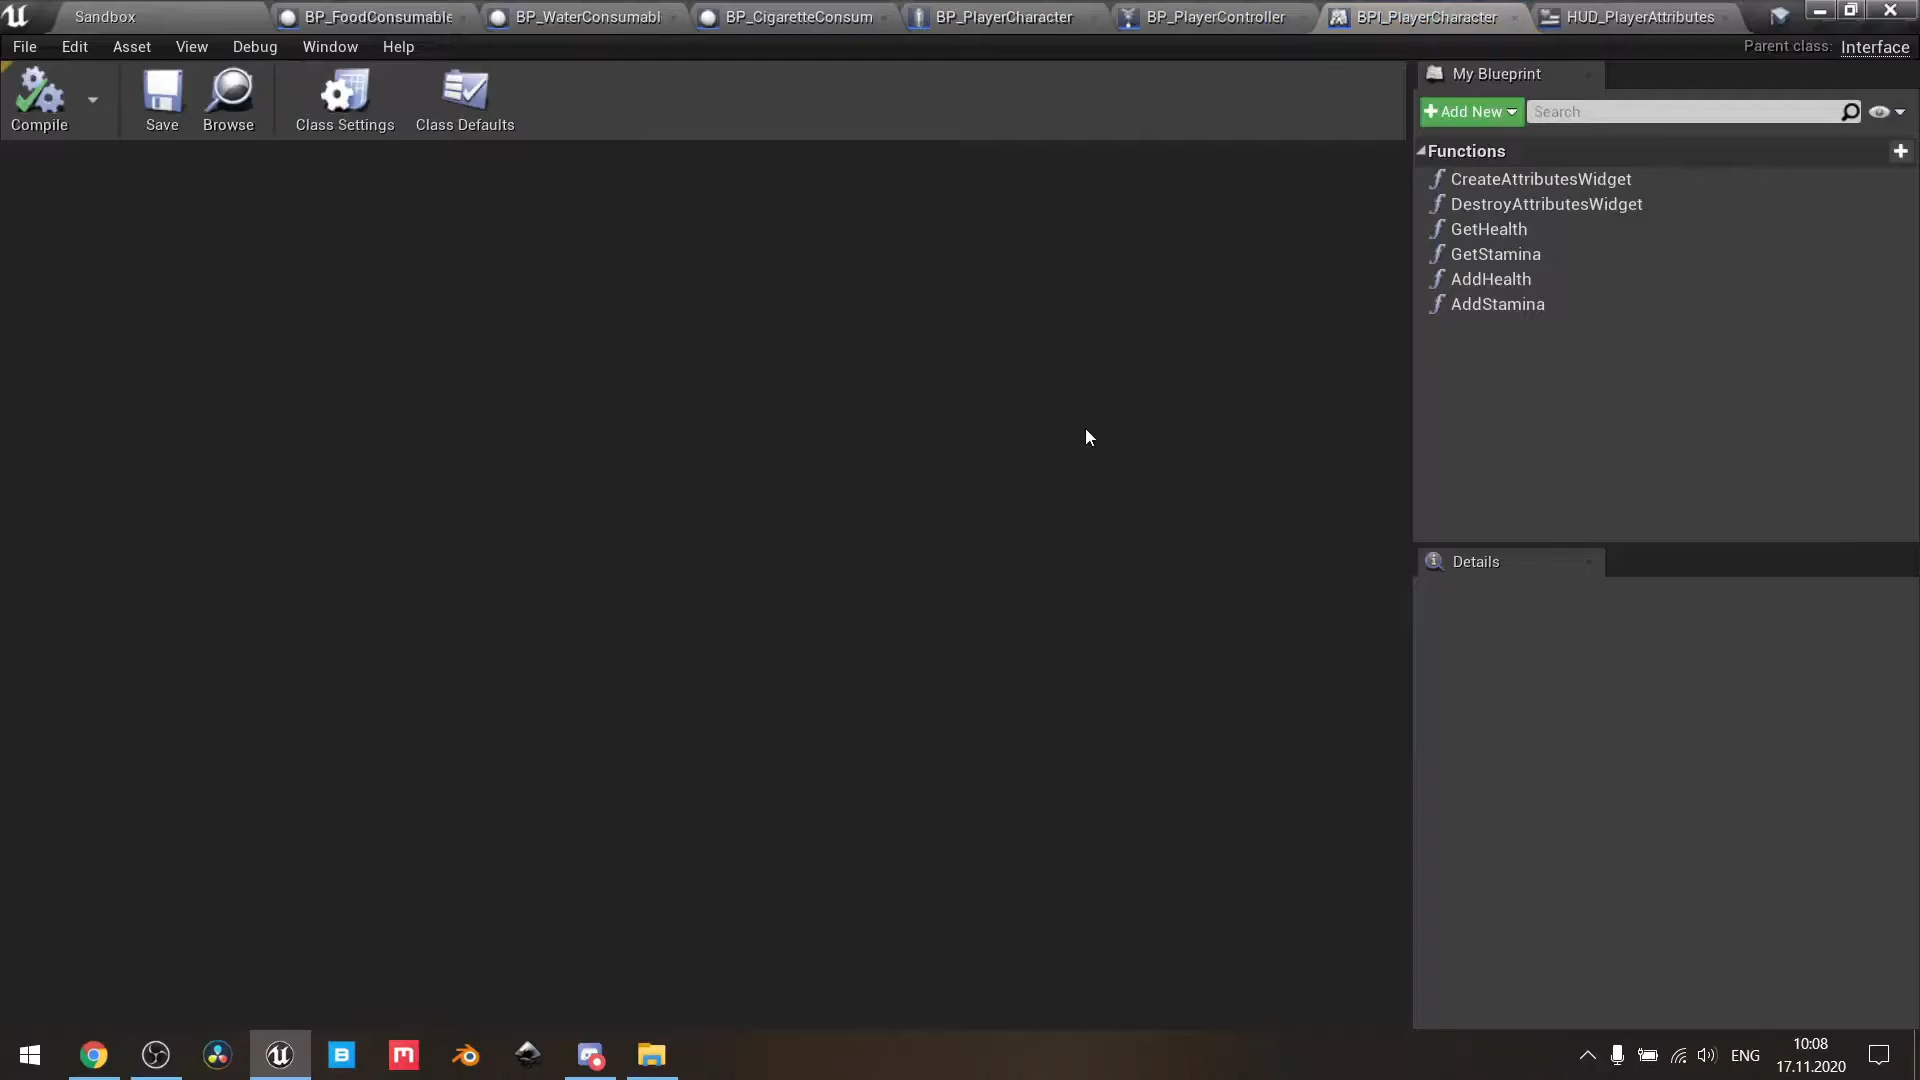 Sandbox
BP_FoodConsumable
BP_WaterConsumabl
BP_CigaretteConsum
BP_PlayerCharacter
BP_PlayerController
BPI_PlayerCharacter
HUD_PlayerAttributes
File Edit Asset View Debug Window Help
Parent class: Interface
Compile
Save
Browse
Class Settings
Class Defaults
My Blueprint
Add New
Search
Functions
CreateAttributesWidget
DestroyAttributesWidget
GetHealth
GetStamina
AddHealth
AddStamina
Details
ENG
10:08
17.11.2020